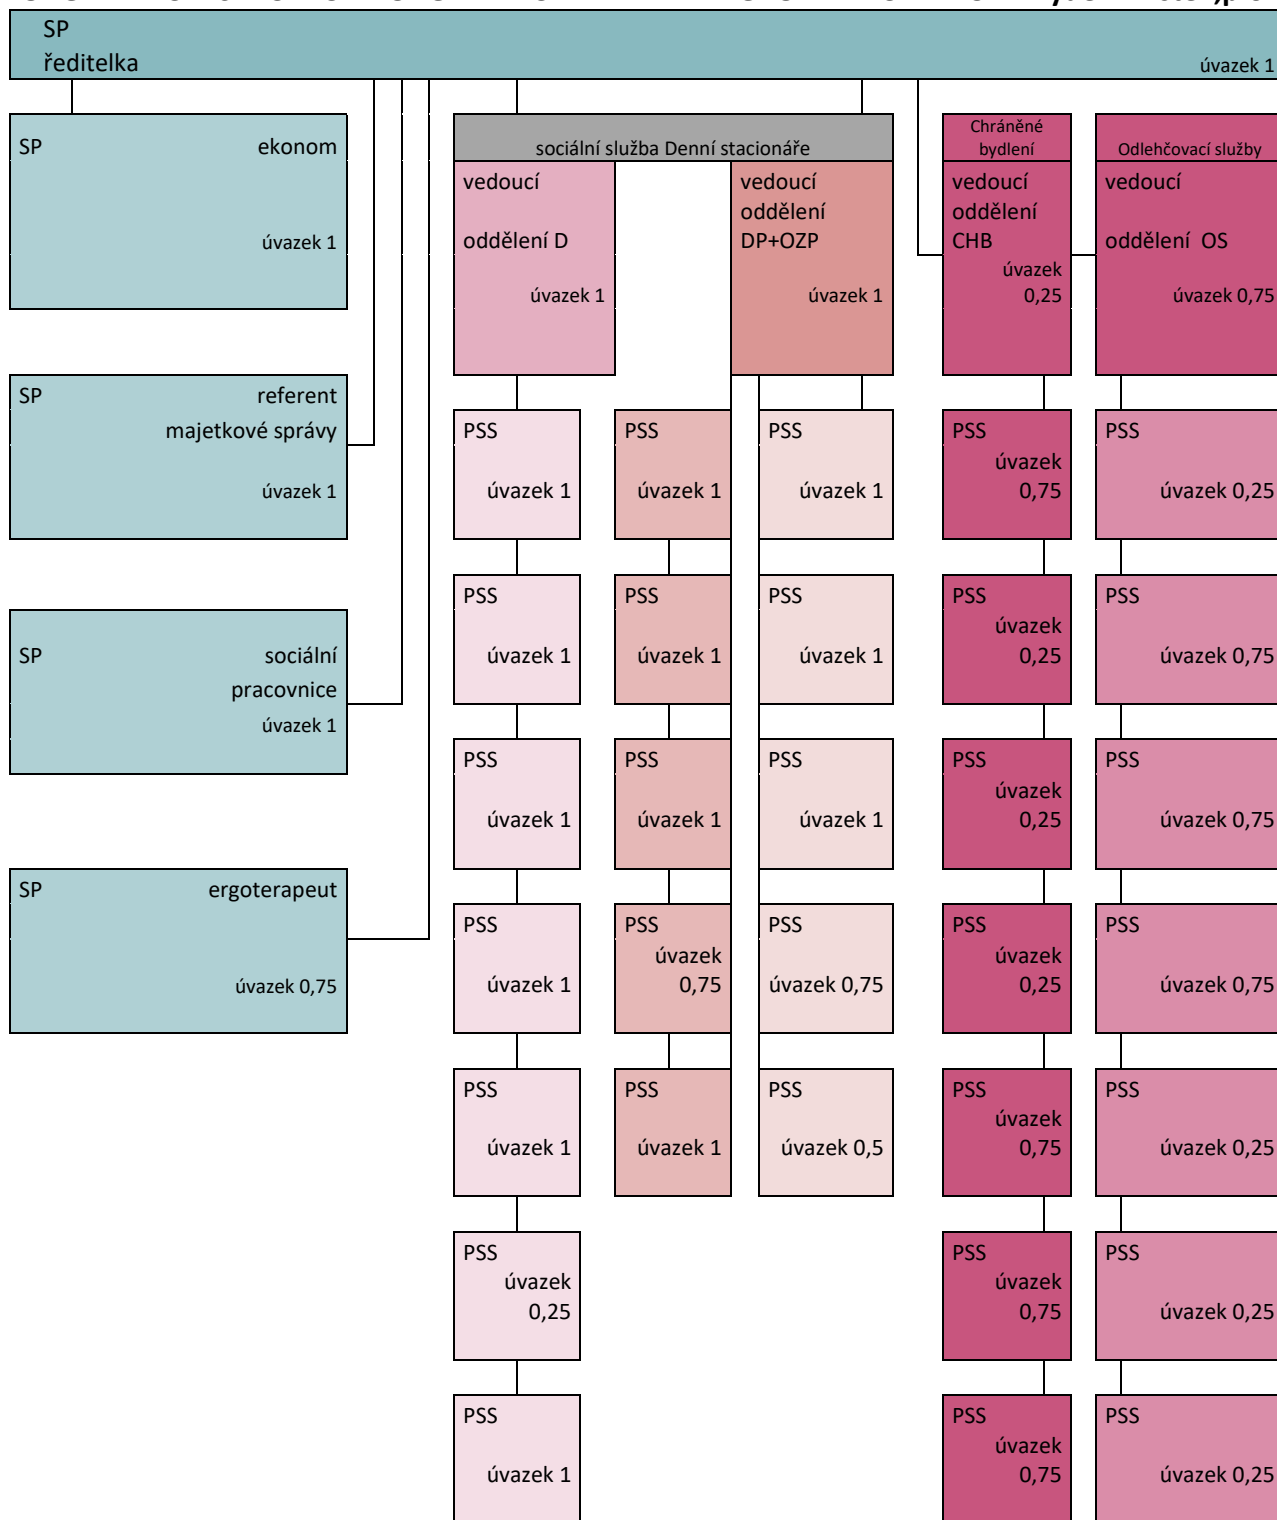 SP
ředitelka
úvazek 1
SP ekonom
úvazek 1
SP referent
majetkové správy
úvazek 1
SP sociální
pracovnice
úvazek 1
SP ergoterapeut
úvazek 0,75
sociální služba Denní stacionáře
vedoucí
oddělení D
úvazek 1
vedoucí
oddělení
DP+OZP
úvazek 1
Chráněné
bydlení
vedoucí
oddělení
CHB
úvazek
0,25
Odlehčovací služby
vedoucí
oddělení OS
úvazek 0,75
PSS
úvazek 1
PSS
úvazek 1
PSS
úvazek 1
PSS
úvazek
0,75
PSS
úvazek 0,25
PSS
úvazek 1
PSS
úvazek 1
PSS
úvazek 1
PSS
úvazek
0,25
PSS
úvazek 0,75
PSS
úvazek 1
PSS
úvazek 1
PSS
úvazek 1
PSS
úvazek
0,25
PSS
úvazek 0,75
PSS
úvazek 1
PSS
úvazek
0,75
PSS
úvazek 0,75
PSS
úvazek
0,25
PSS
úvazek 0,75
PSS
úvazek 1
PSS
úvazek 1
PSS
úvazek 0,5
PSS
úvazek
0,75
PSS
úvazek 0,25
PSS
úvazek
0,25
PSS
úvazek
0,75
PSS
úvazek 0,25
PSS
úvazek 1
PSS
úvazek
0,75
PSS
úvazek 0,25